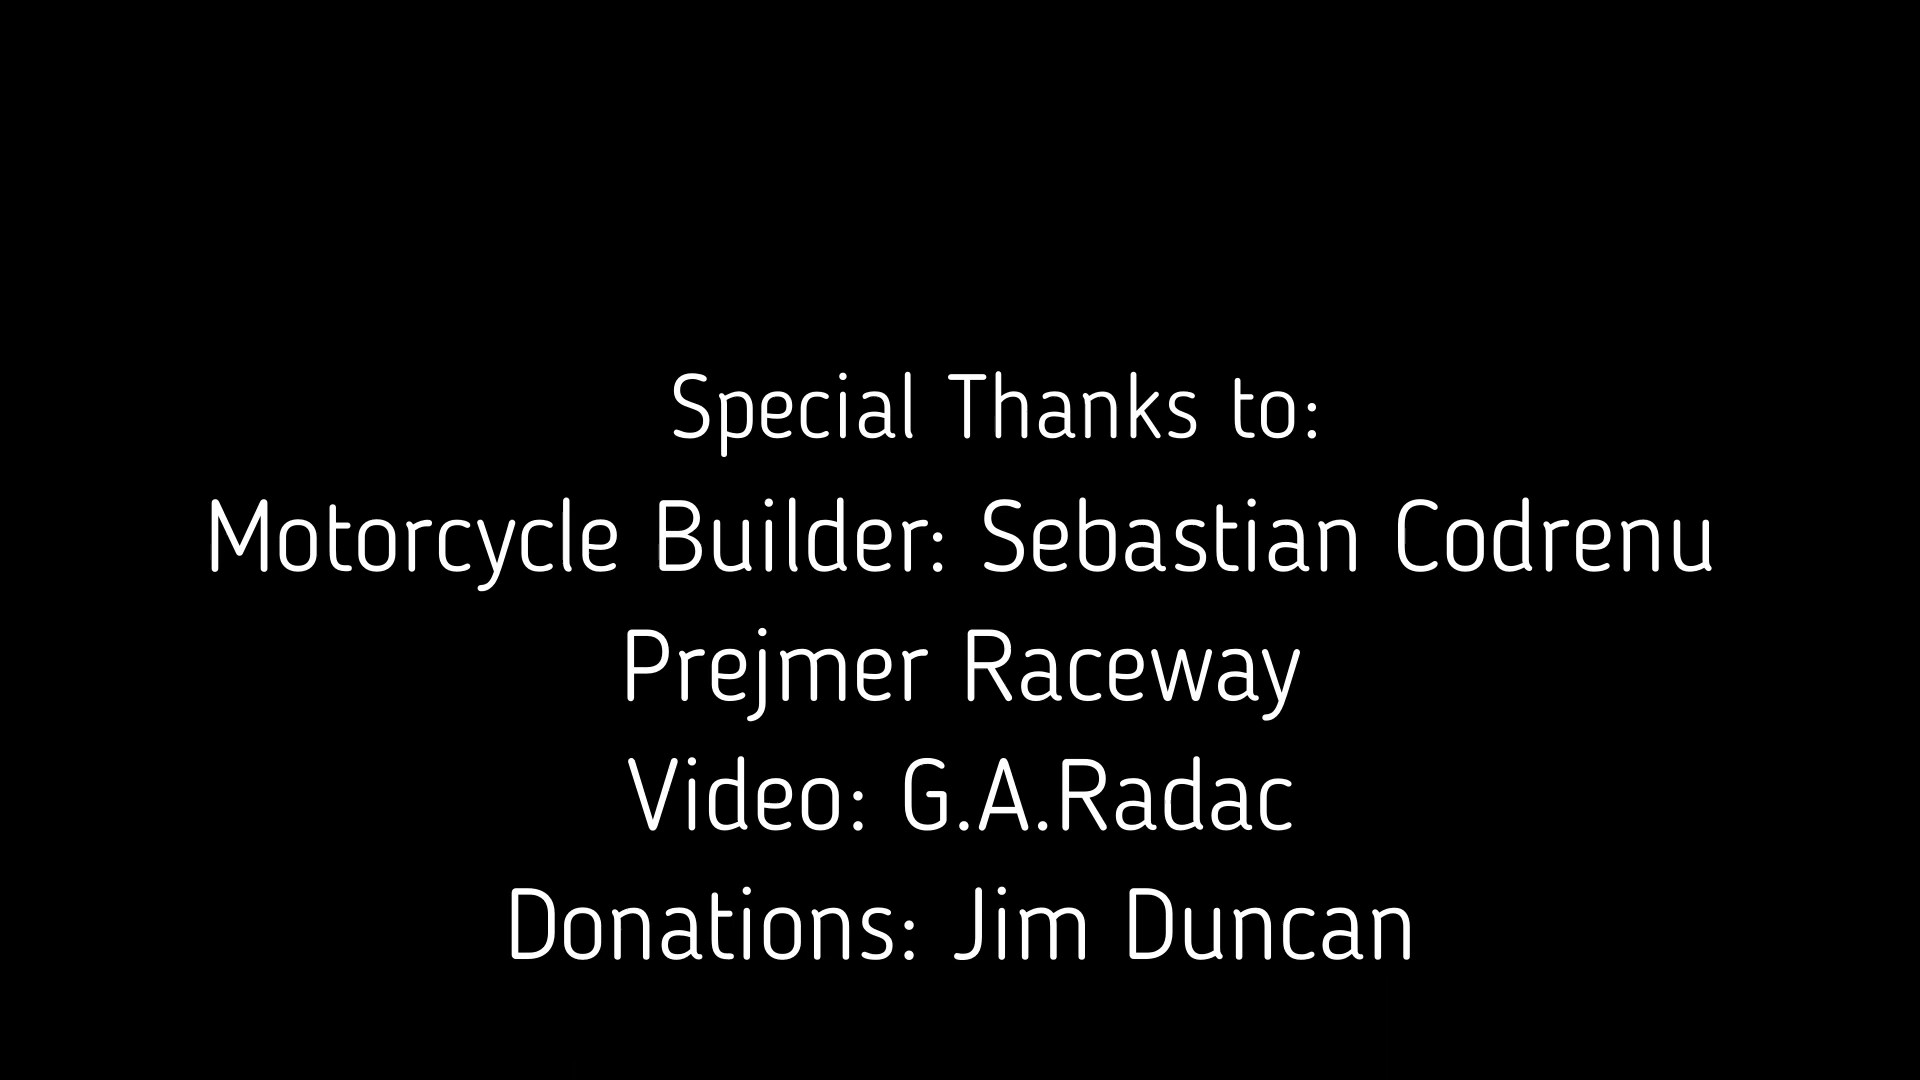 Special Thanks to:
Motorcycle Builder: Sebastian Codrenu
Prejmer Raceway
Video: G.A.Radac
Donations: Jim Duncan